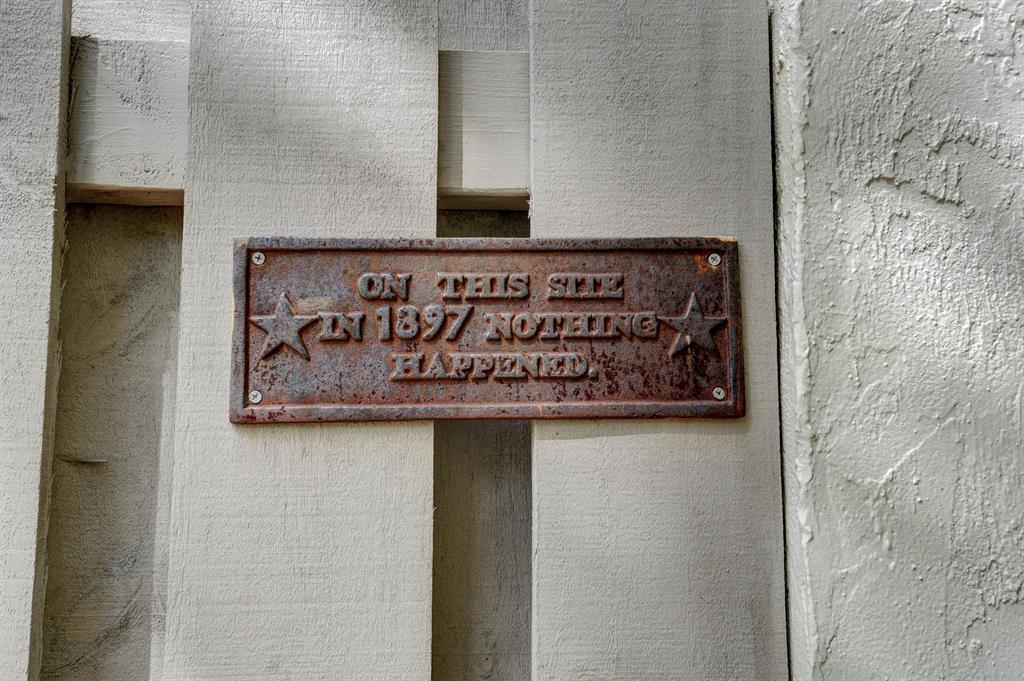 ON THIS SITE
IN 1897 NOTHING
HAPPENED.